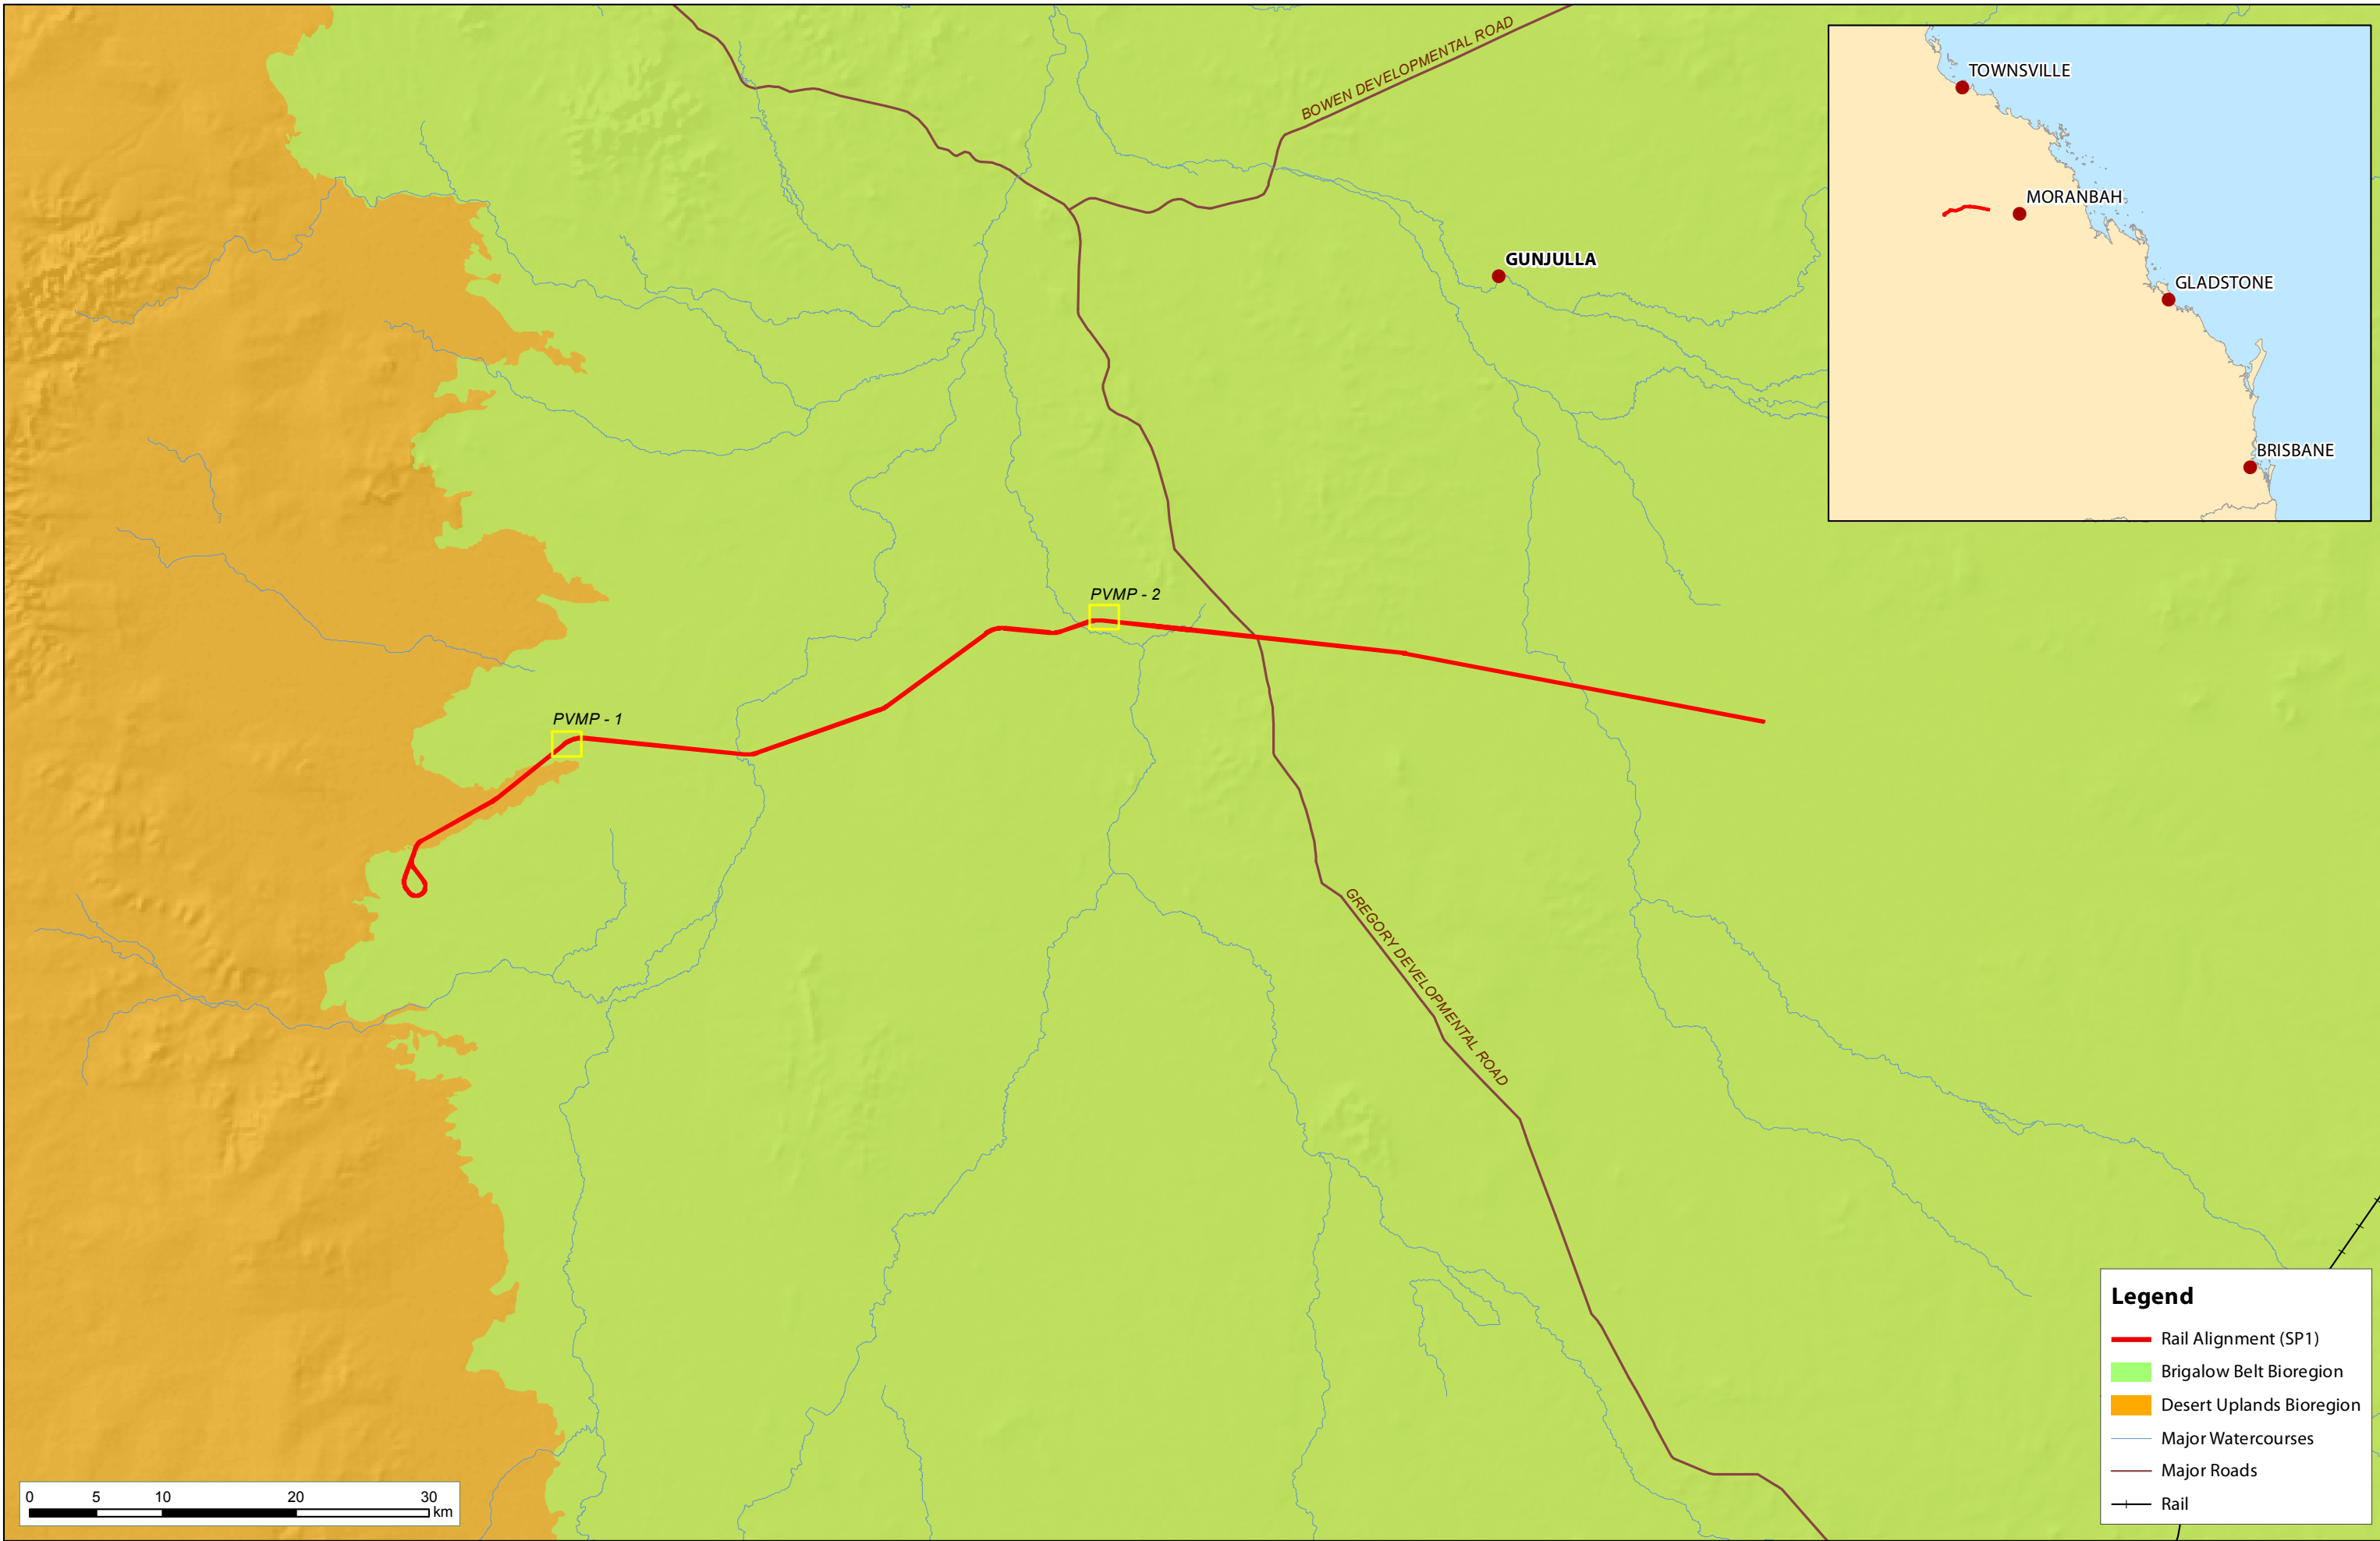 BOWEN DEVELOPMENTAL ROAD
TOWNSVILLE
MORANBAH
GUNJULLA
GLADSTONE
BRISBANE
PVMP - 2
PVMP - 1
GREGORY DEVELOPMENTAL ROAD
Legend
Rail Alignment (SP1)
Brigalow Belt Bioregion
Desert Uplands Bioregion
Major Watercourses
Major Roads
Rail
0 5 10 20 30
km